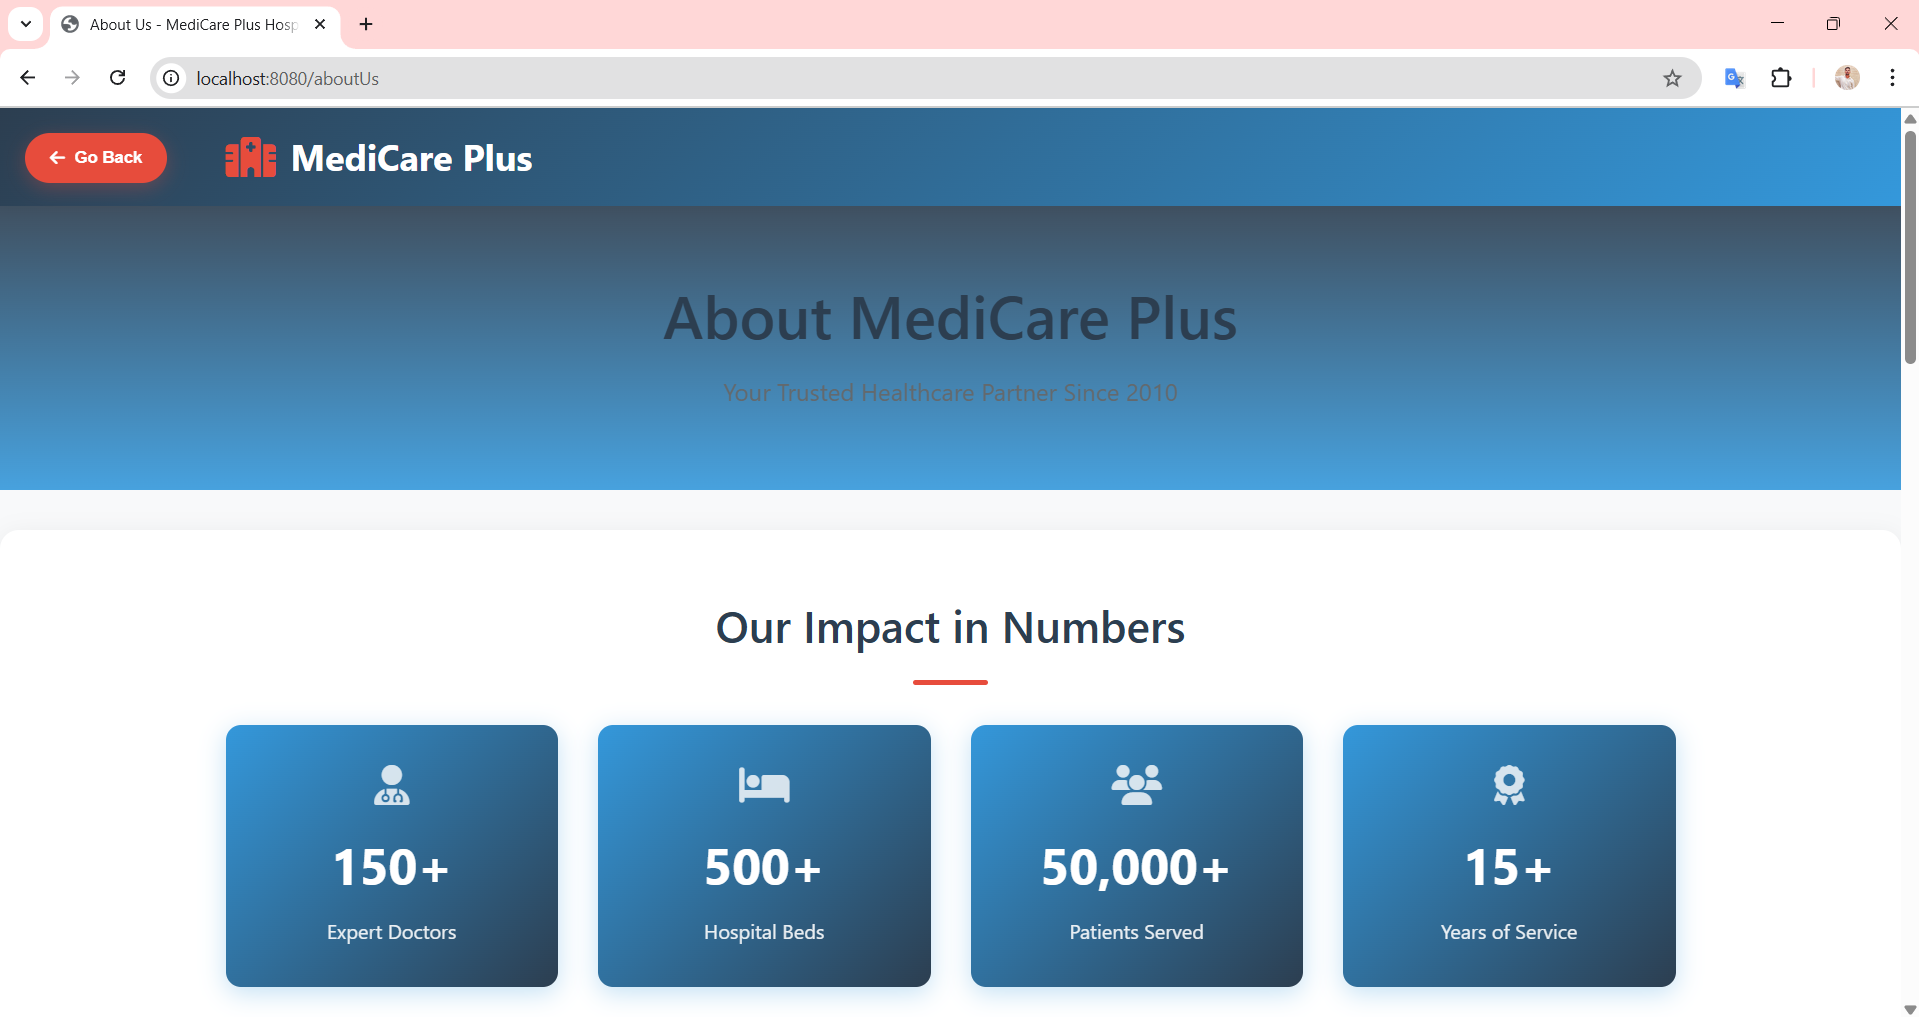 About Us - MediCare Plus Hosp
localhost:8080/aboutUs
Go Back
MediCare Plus
About MediCare Plus
Your Trusted Healthcare Partner Since 2010
Our Impact in Numbers
150+
Expert Doctors
500+
Hospital Beds
50,000+
Patients Served
15+
Years of Service